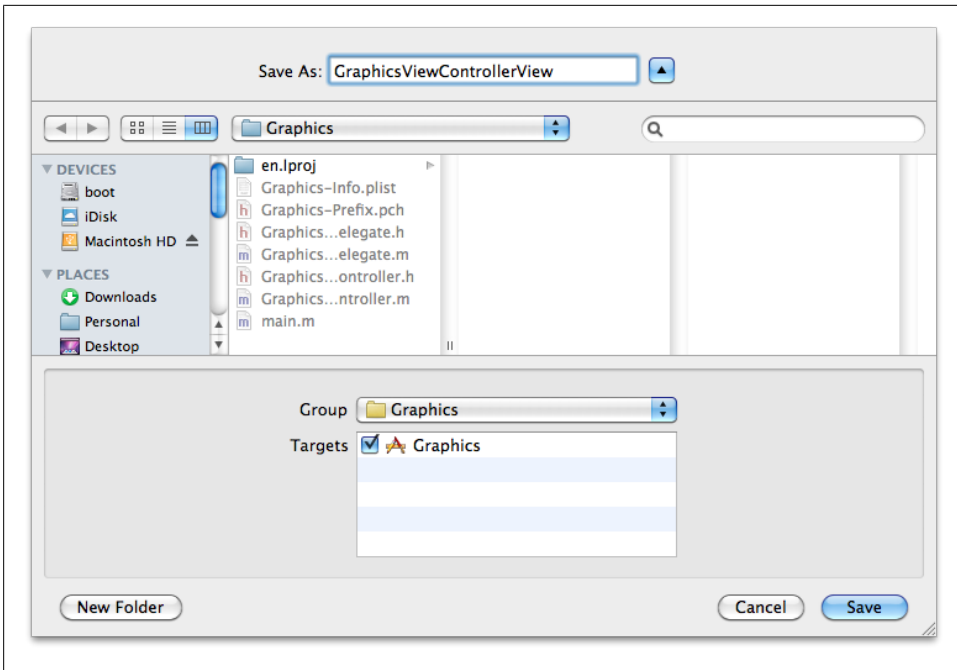 Save As: GraphicsViewControllerView
Graphics
DEVICES
boot
iDisk
Macintosh HD
PLACES
Downloads
Personal
Desktop
en.lproj
Graphics-Info.plist
Graphics-Prefix.pch
Graphics...elegate.h
Graphics...elegate.m
Graphics...ontroller.h
Graphics...ntroller.m
main.m
Group Graphics
Targets Graphics
New Folder Cancel Save